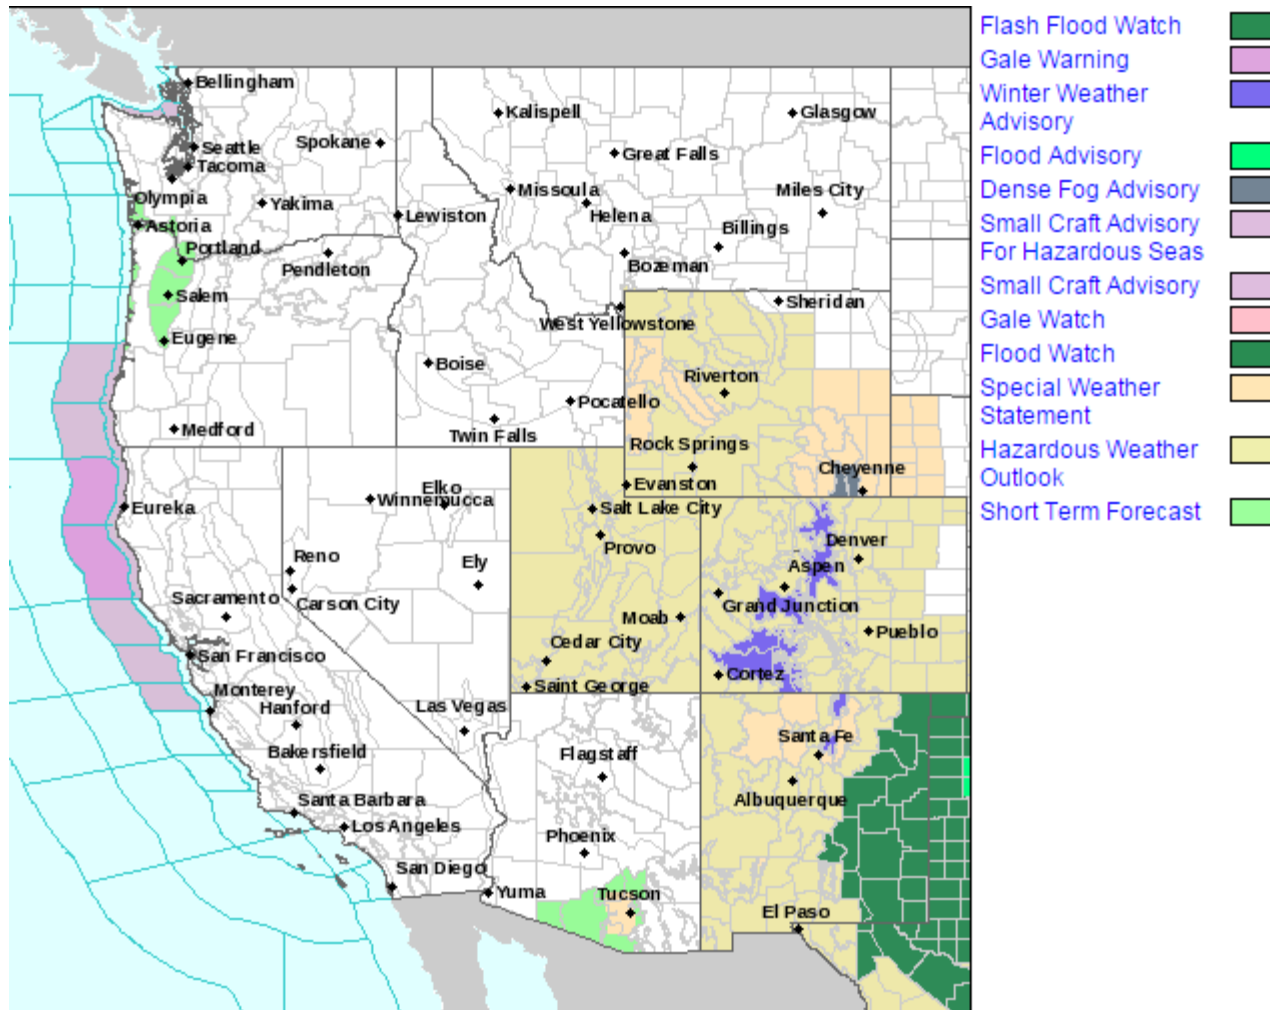 Bellingham
Kalispell
Glasgow
Seattle
Spokane
Great Falls
Tacoma
Missoula
Miles City
Olympia
Yakima
Helena
Lewiston
Astoria
Billings
Portland
Pendleton
Bozeman
Salem
Sheridan
West Yellowstone
Eugene
Boise
Riverton
Pocatello
Medford
Twin Falls
Rock Springs
Cheyenne
Elko
Evanston
Winnemucca
Eureka
Salt Lake City
Provo
Denver
Reno
Ely
Aspen
Sacramento
Carson City
Grand Junction
Moab
Pueblo
Cedar City
San Francisco
Cortez
Saint George
Monterey
Hanford
Las Vegas
Santa Fe
Bakersfield
Flagstaff
Santa Barbara
Albuquerque
Los Angeles
Phoenix
San Diego
Yuma
Tucson
El Paso
Flash Flood Watch
Gale Warning
Winter Weather
Advisory
Flood Advisory
Dense Fog Advisory
Small Craft Advisory
For Hazardous Seas
Small Craft Advisory
Gale Watch
Flood Watch
Special Weather
Statement
Hazardous Weather
Outlook
Short Term Forecast